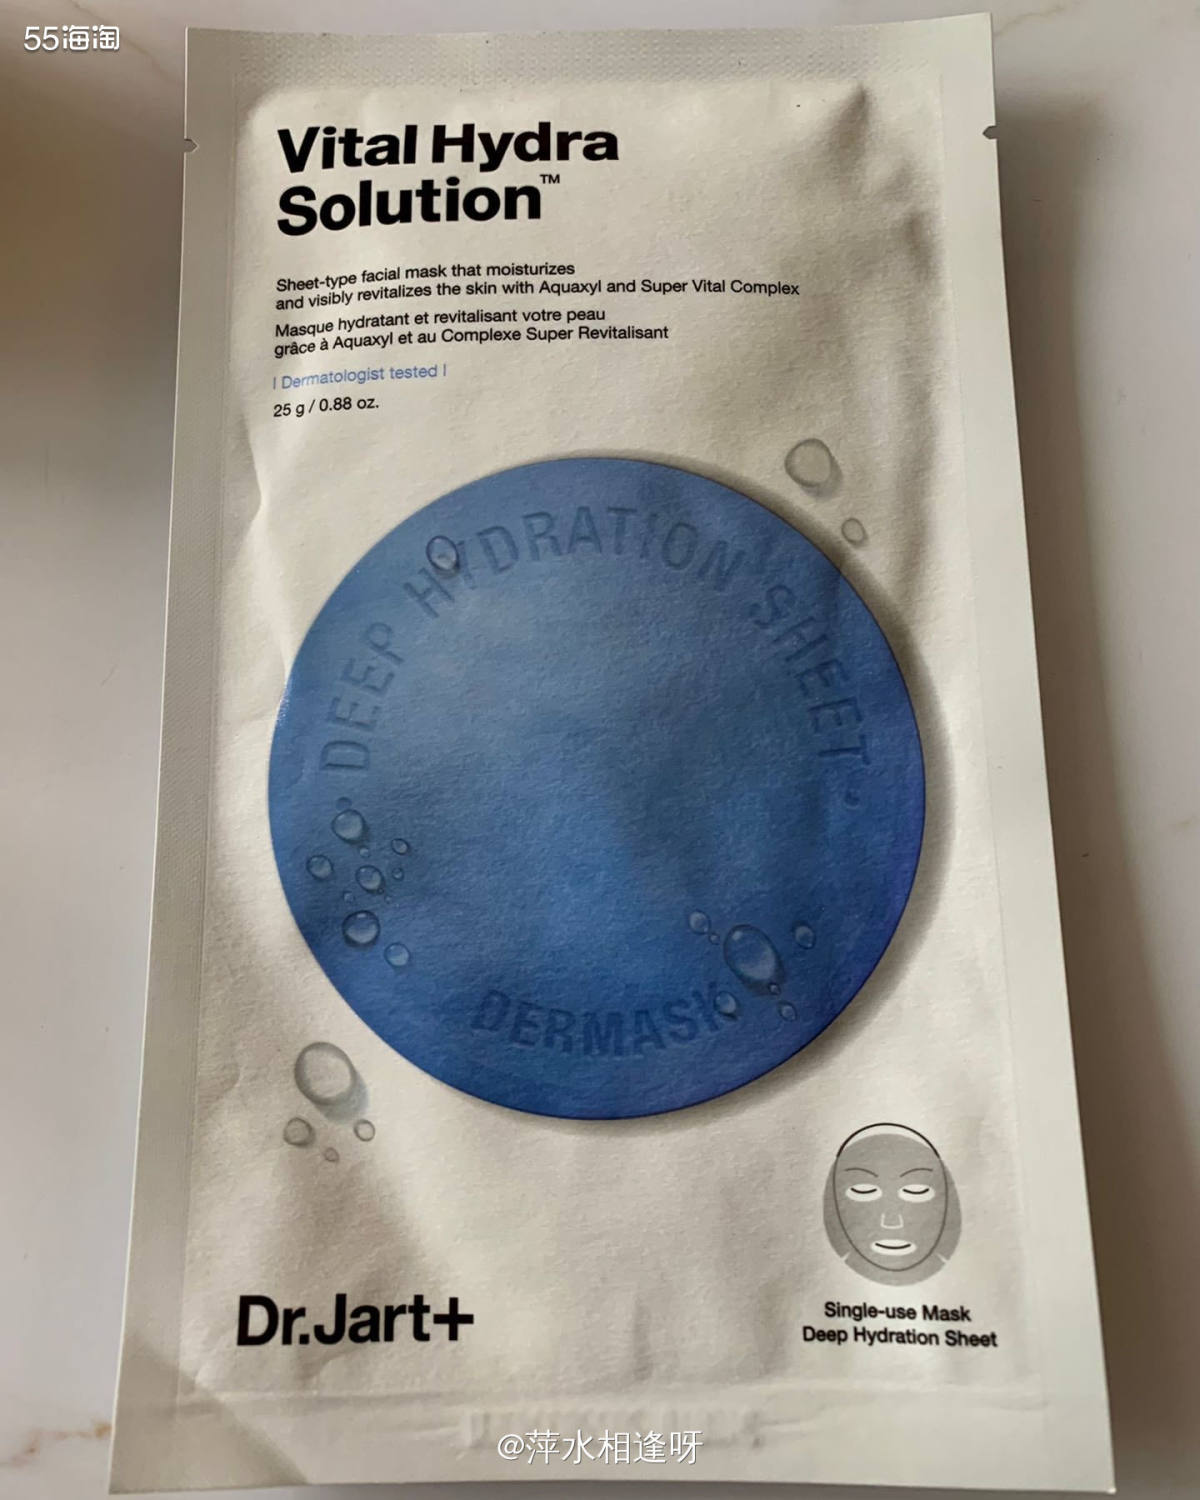 55海淘
Vital Hydra
Solution™
Sheet-type facial mask that moisturizes
and visibly revitalizes the skin with Aquaxyl and Super Vital Complex
Masque hydratant et revitalisant votre peau
grâce à Aquaxyl et au Complexe Super Revitalisant
| Dermatologist tested |
25 g / 0.88 oz.
• DEEP HYDRATION SHEET •
DERMASK
Single-use Mask
Deep Hydration Sheet
Dr.Jart+
@萍水相逢呀